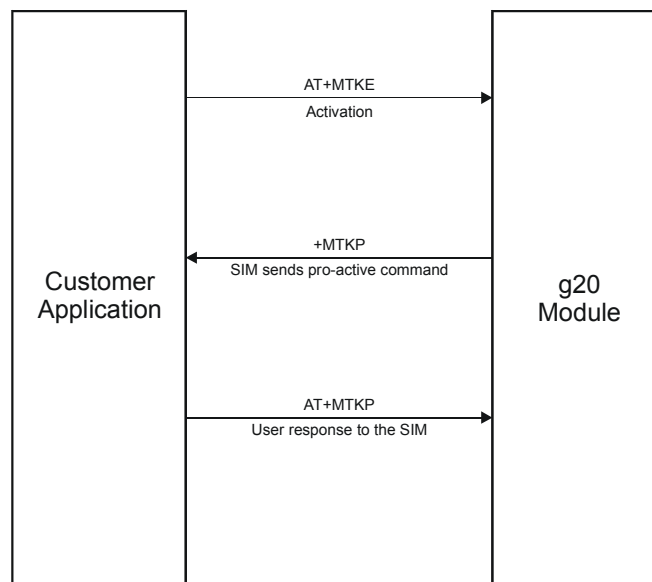 AT+MTKE
Activation
+MTKP
SIM sends pro-active command
Customer
Application
g20
Module
AT+MTKP
User response to the SIM